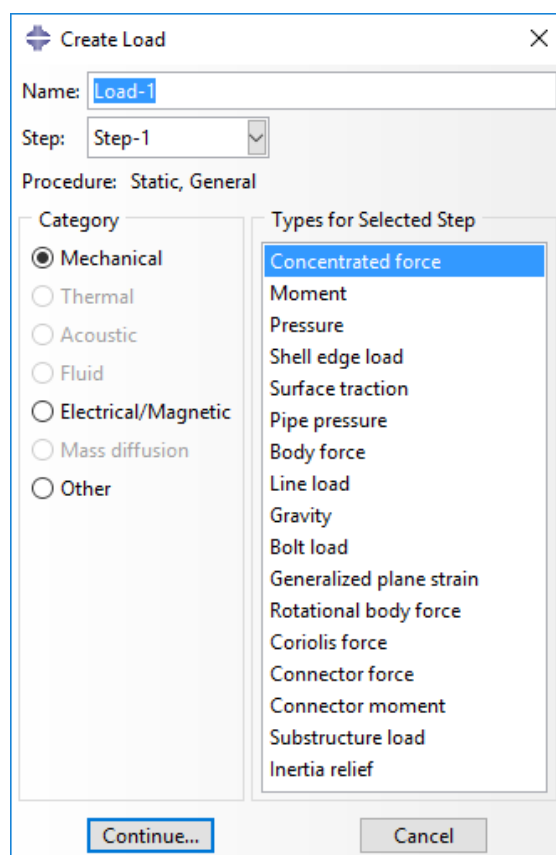 Create Load
Name: Load-1
Step: Step-1
Procedure: Static, General
Category
Mechanical
Thermal
Acoustic
Fluid
Electrical/Magnetic
Mass diffusion
Other
Types for Selected Step
Concentrated force
Moment
Pressure
Shell edge load
Surface traction
Pipe pressure
Body force
Line load
Gravity
Bolt load
Generalized plane strain
Rotational body force
Coriolis force
Connector force
Connector moment
Substructure load
Inertia relief
Continue...
Cancel